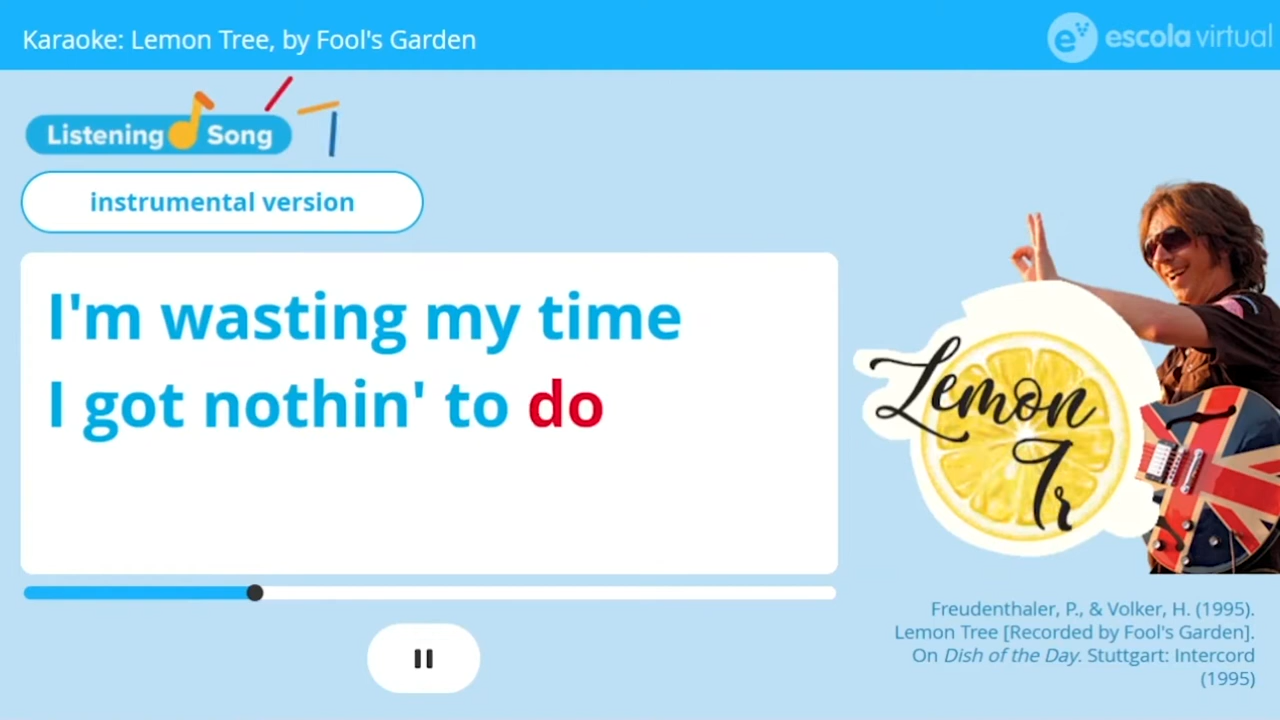 Karaoke: Lemon Tree, by Fool's Garden
escola virtual
Listening Song
instrumental version
I'm wasting my time
I got nothin' to do
Lemon
Tr
Freudenthaler, P., & Volker, H. (1995).
Lemon Tree [Recorded by Fool's Garden].
On Dish of the Day. Stuttgart: Intercord
(1995)